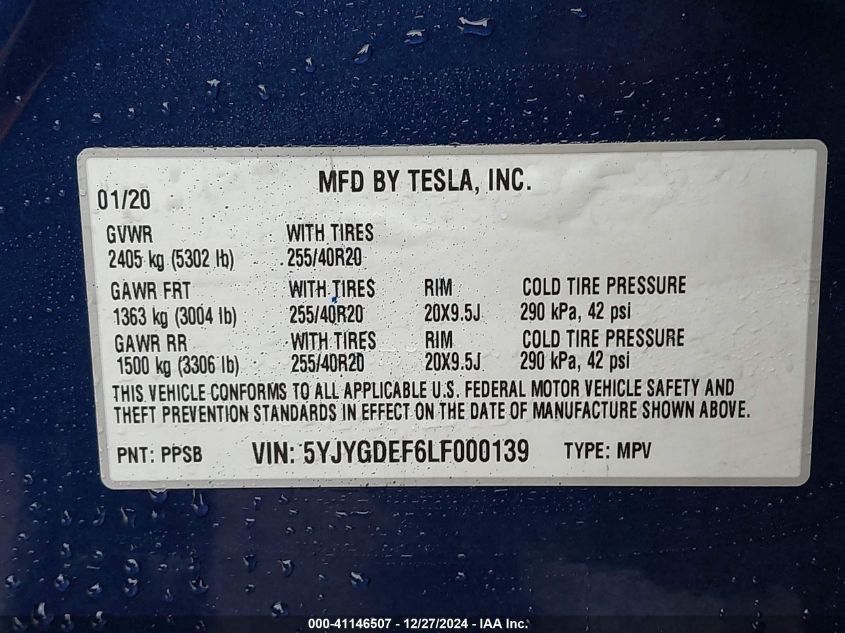 MFD BY TESLA, INC.
01/20
GVWR WITH TIRES
2405 kg (5302 lb) 255/40R20
GAWR FRT WITH TIRES RIM COLD TIRE PRESSURE
1363 kg (3004 lb) 255/40R20 20X9.5J 290 kPa, 42 psi
GAWR RR WITH TIRES RIM COLD TIRE PRESSURE
1500 kg (3306 lb) 255/40R20 20X9.5J 290 kPa, 42 psi
THIS VEHICLE CONFORMS TO ALL APPLICABLE U.S. FEDERAL MOTOR VEHICLE SAFETY AND
THEFT PREVENTION STANDARDS IN EFFECT ON THE DATE OF MANUFACTURE SHOWN ABOVE.
PNT: PPSB VIN: 5YJYGDEF6LF000139 TYPE: MPV
000-41146507 - 12/27/2024 - IAA Inc.